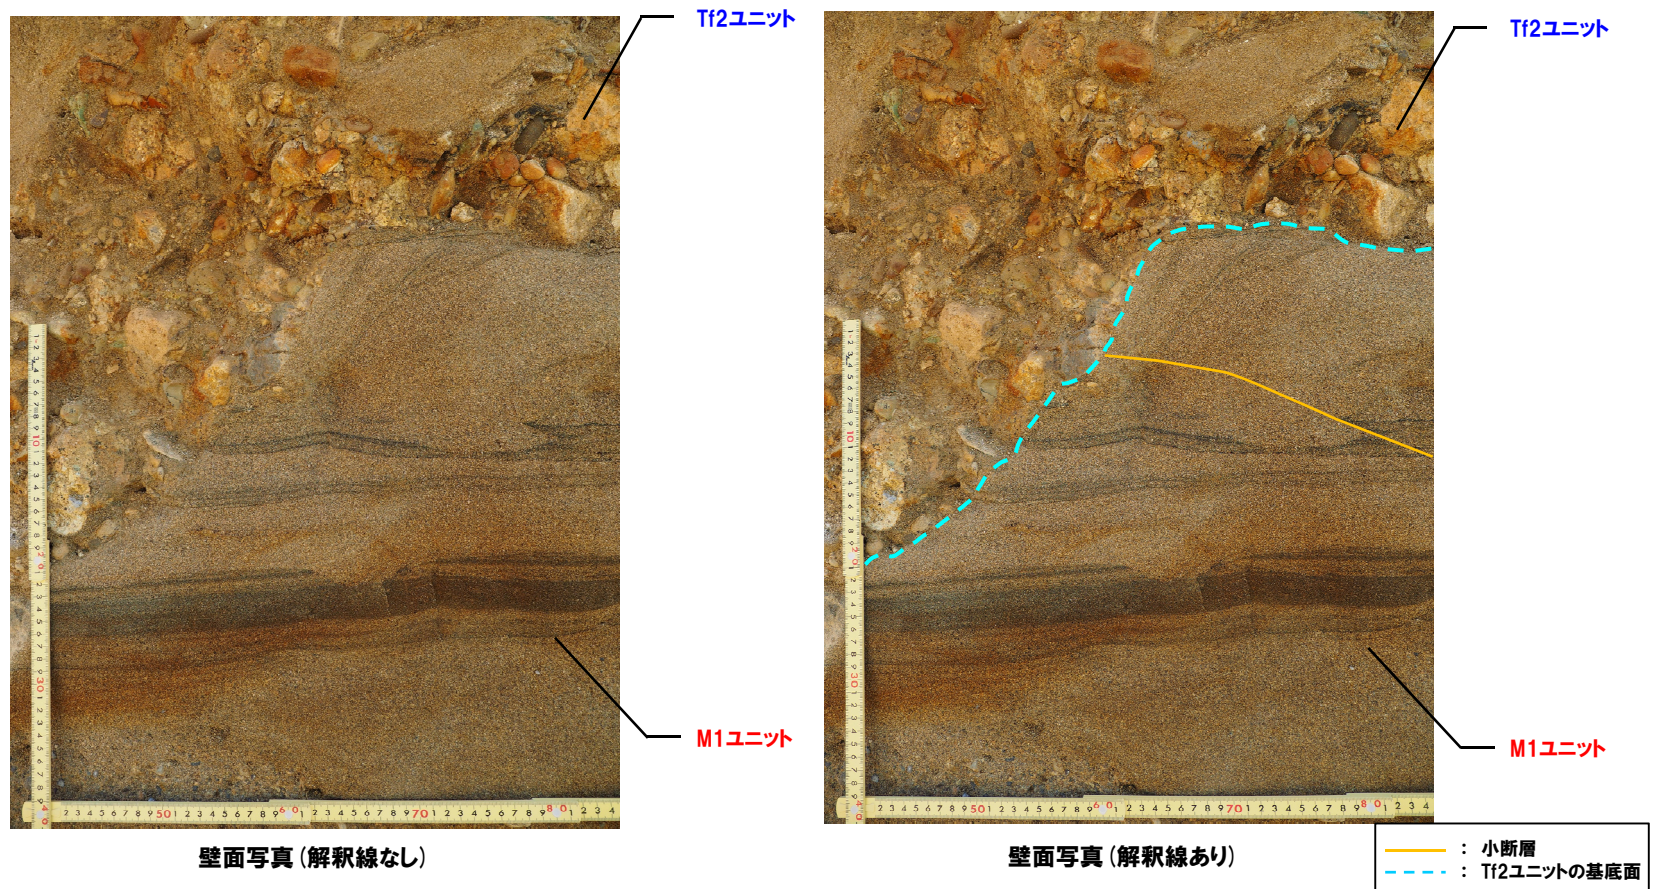 Tf2ユニット
Tf2ユニット
M1ユニット
M1ユニット
壁面写真(解釈線なし)
壁面写真(解釈線あり)
： 小断層
： Tf2ユニットの基底面